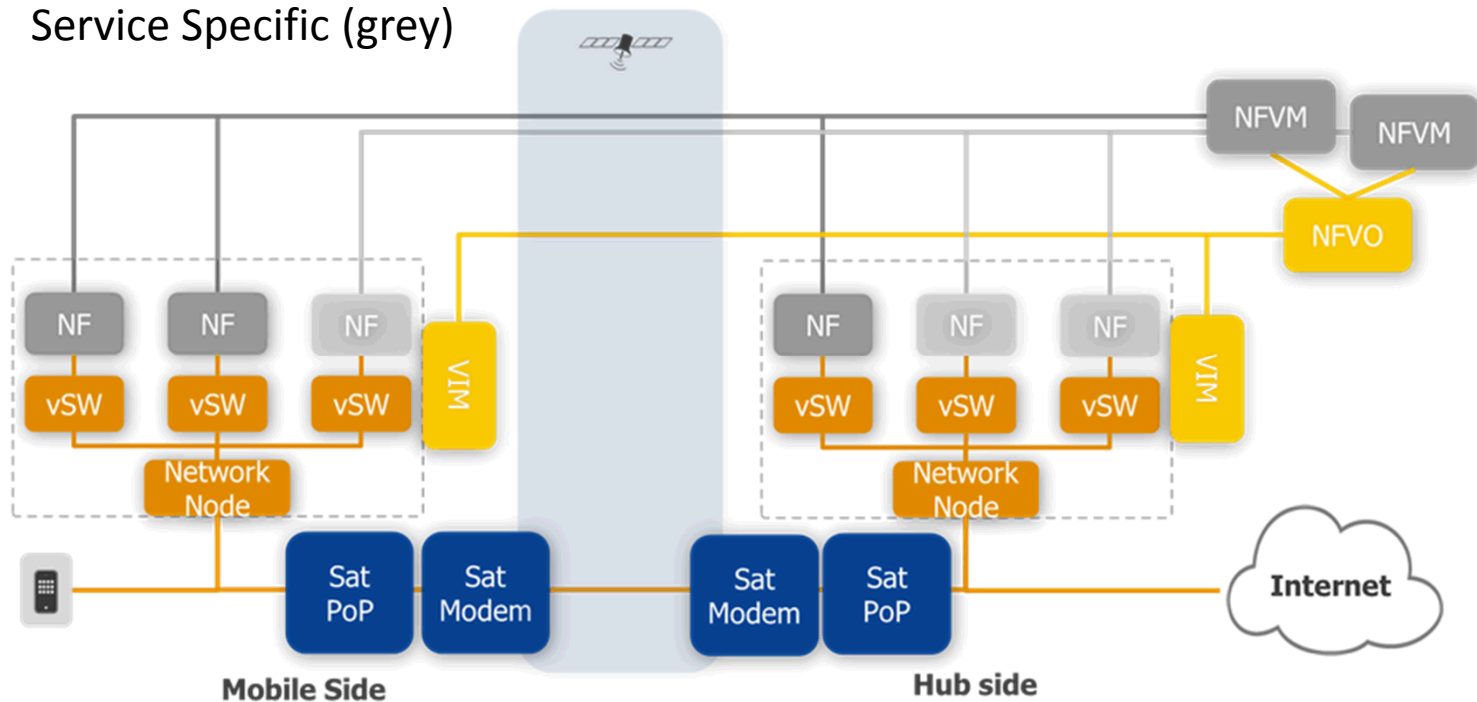 Service Specific (grey)
NFVM
NFVM
NFVO
NF
NF
NF
VIM
NF
NF
NF
VIM
vSW
vSW
vSW
vSW
vSW
vSW
Network
Node
Network
Node
Sat
PoP
Sat
Modem
Sat
Modem
Sat
PoP
Internet
Mobile Side
Hub side